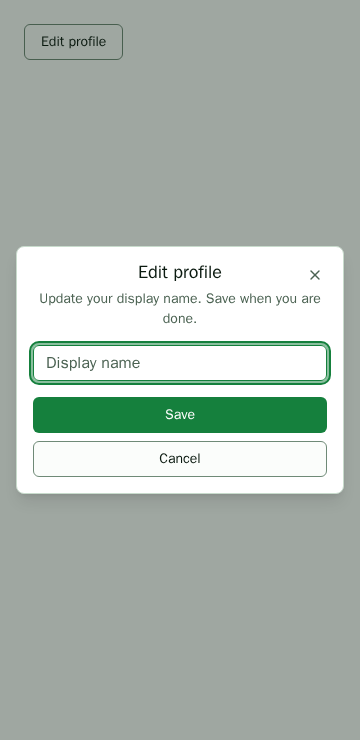 Edit profile
Edit profile
Update your display name. Save when you are
done.
Display name
Save
Cancel